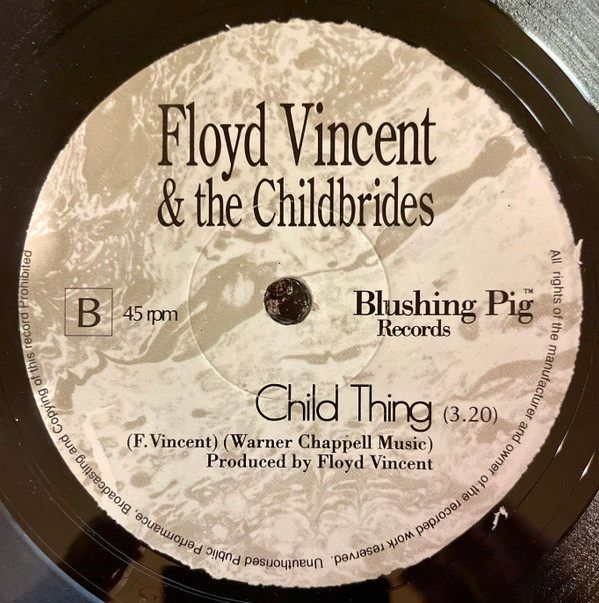 Floyd Vincent
& the Childbrides
B 45 rpm
Blushing Pig™
Records
Child Thing (3.20)
(F.Vincent) (Warner Chappell Music)
Produced by Floyd Vincent
All rights of the manufacturer and owner of the recorded work reserved. Unauthorised Public Performance, Broadcasting and Copying of this record Prohibited